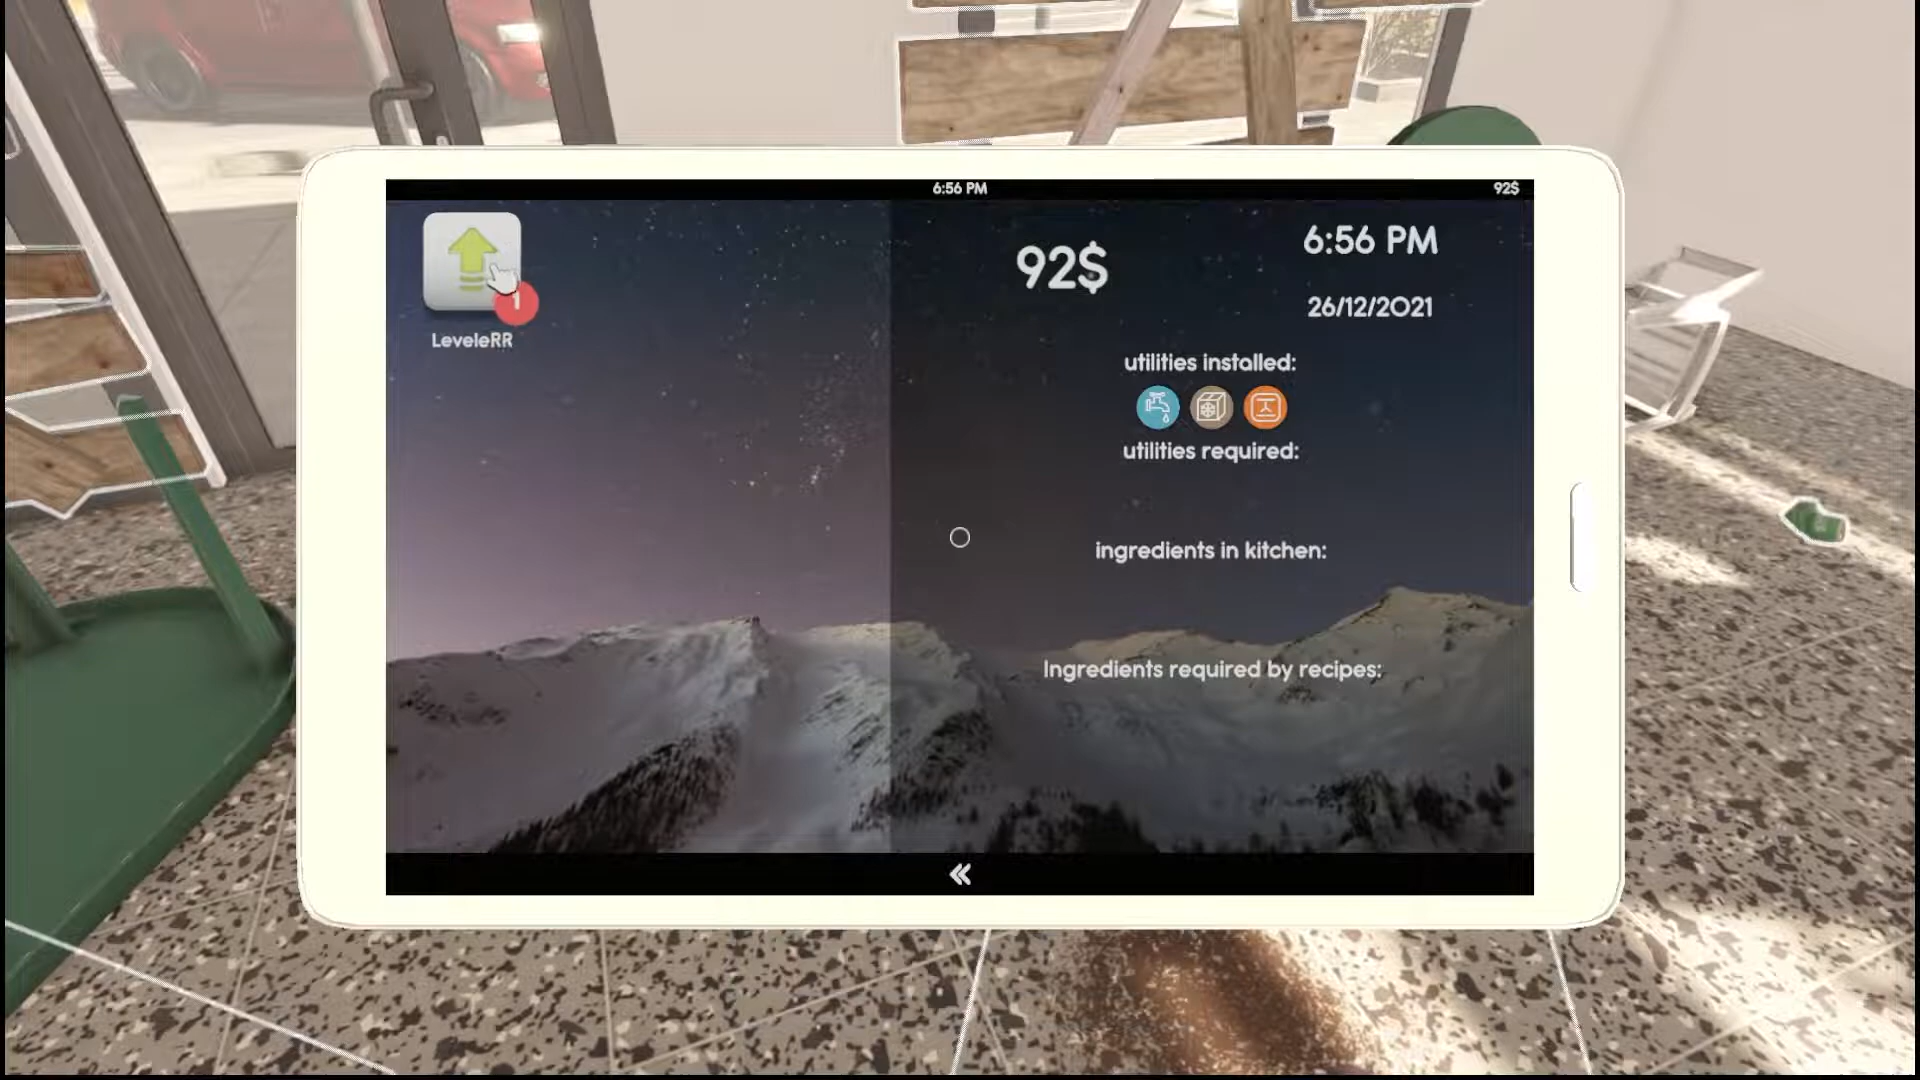 6:56 PM
92$
1
LeveleRR
92$
6:56 PM
26/12/2021
utilities installed:
utilities required:
ingredients in kitchen:
Ingredients required by recipes: